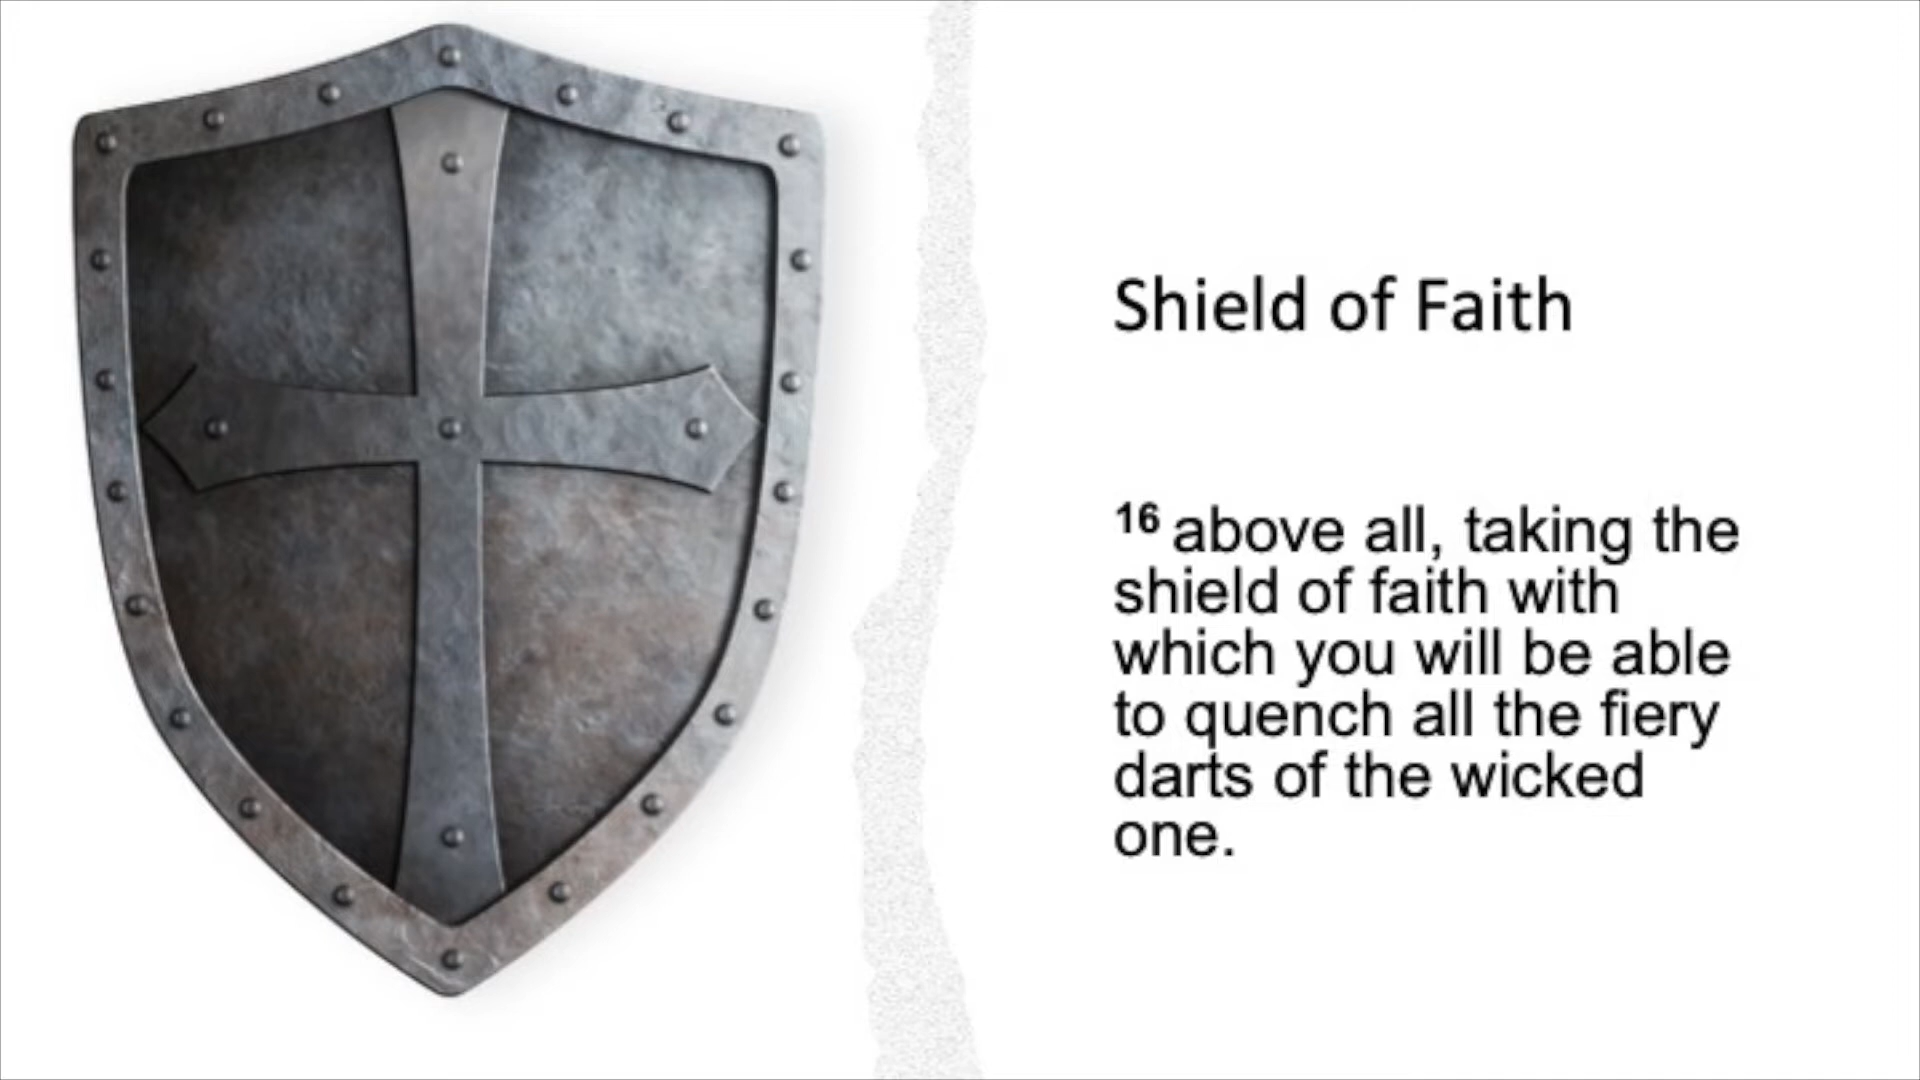 Shield of Faith
16 above all, taking the
shield of faith with
which you will be able
to quench all the fiery
darts of the wicked
one.